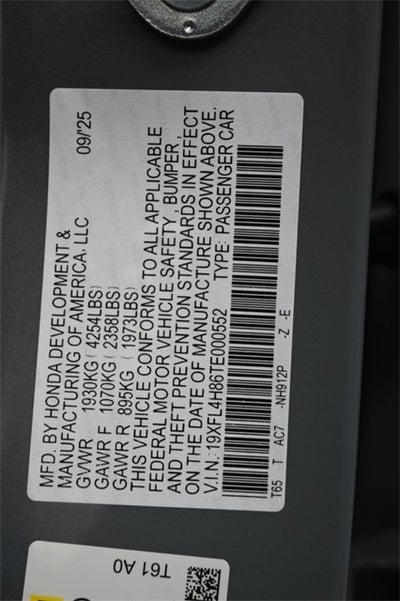 MFD. BY HONDA DEVELOPMENT &
MANUFACTURING OF AMERICA, LLC 09/'25
GVWR 1930KG ( 4254LBS)
GAWR F 1070KG ( 2358LBS)
GAWR R 895KG ( 1973LBS)
THIS VEHICLE CONFORMS TO ALL APPLICABLE
FEDERAL MOTOR VEHICLE SAFETY, BUMPER,
AND THEFT PREVENTION STANDARDS IN EFFECT
ON THE DATE OF MANUFACTURE SHOWN ABOVE.
V.I.N.: 19XFL4H86TE000552 TYPE: PASSENGER CAR
T65 T AC7 -NH912P -Z -E
T61 A0